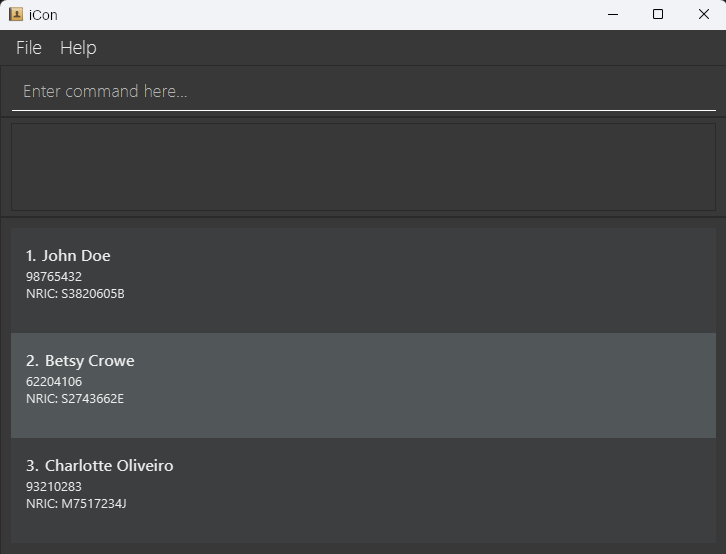 iCon
File Help
Enter command here...
1. John Doe
98765432
NRIC: S3820605B
2. Betsy Crowe
62204106
NRIC: S2743662E
3. Charlotte Oliveiro
93210283
NRIC: M7517234J